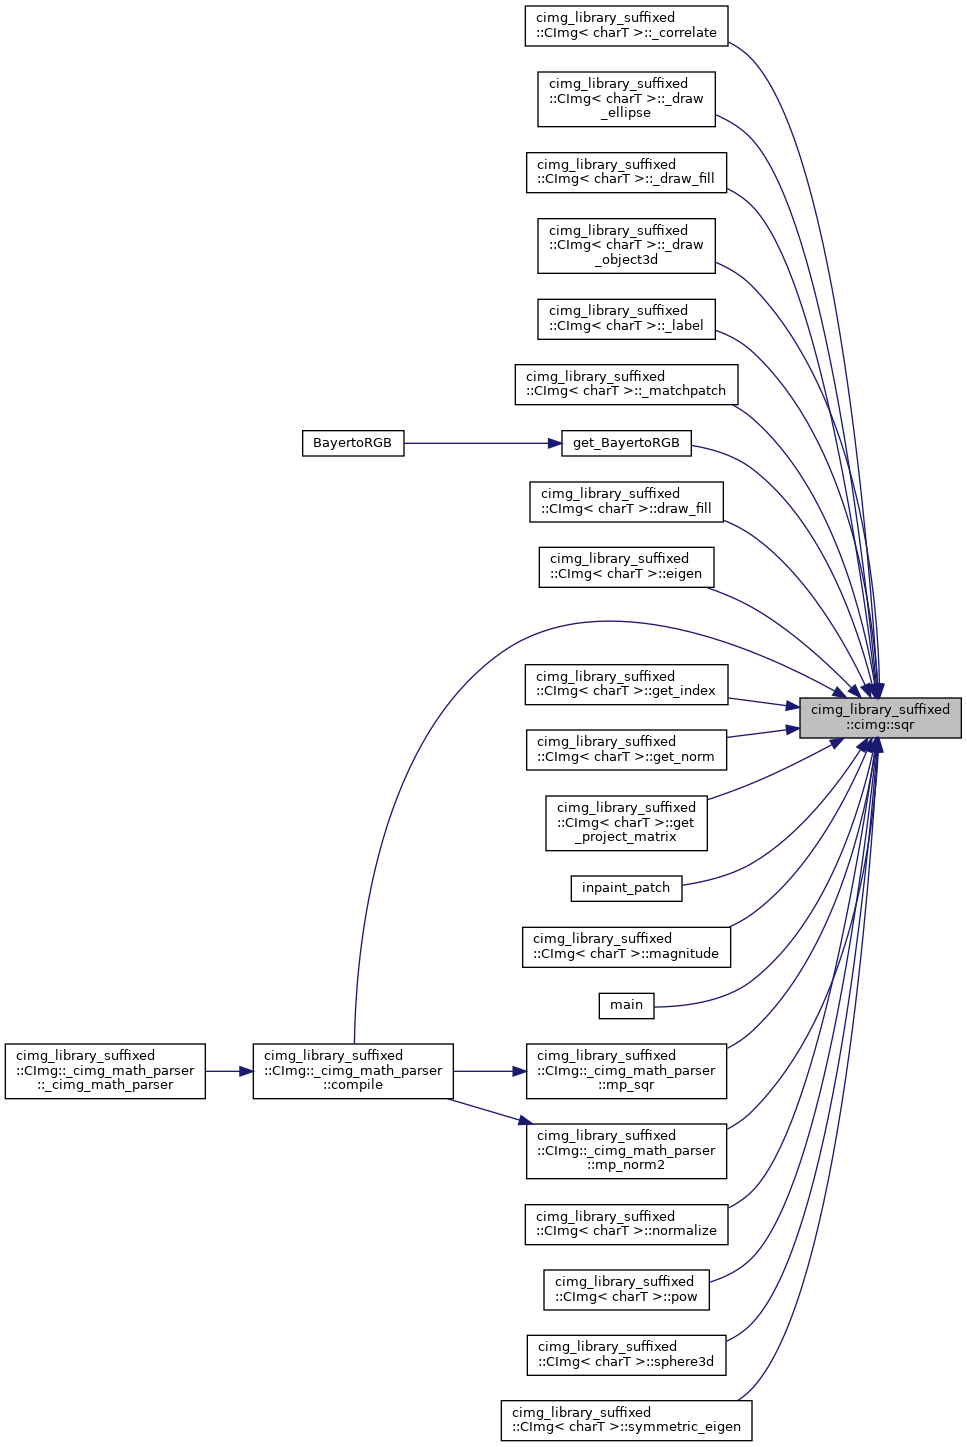 cimg_library_suffixed
::CImg< charT >::_correlate
cimg_library_suffixed
::CImg< charT >::_draw
_ellipse
cimg_library_suffixed
::CImg< charT >::_draw_fill
cimg_library_suffixed
::CImg< charT >::_draw
_object3d
cimg_library_suffixed
::CImg< charT >::_label
cimg_library_suffixed
::CImg< charT >::_matchpatch
BayertoRGB
get_BayertoRGB
cimg_library_suffixed
::CImg< charT >::draw_fill
cimg_library_suffixed
::CImg< charT >::eigen
cimg_library_suffixed
::CImg< charT >::get_index
cimg_library_suffixed
::cimg::sqr
cimg_library_suffixed
::CImg< charT >::get_norm
cimg_library_suffixed
::CImg< charT >::get
_project_matrix
inpaint_patch
cimg_library_suffixed
::CImg< charT >::magnitude
main
cimg_library_suffixed
::CImg::_cimg_math_parser
::_cimg_math_parser
cimg_library_suffixed
::CImg::_cimg_math_parser
::compile
cimg_library_suffixed
::CImg::_cimg_math_parser
::mp_sqr
cimg_library_suffixed
::CImg::_cimg_math_parser
::mp_norm2
cimg_library_suffixed
::CImg< charT >::normalize
cimg_library_suffixed
::CImg< charT >::pow
cimg_library_suffixed
::CImg< charT >::sphere3d
cimg_library_suffixed
::CImg< charT >::symmetric_eigen